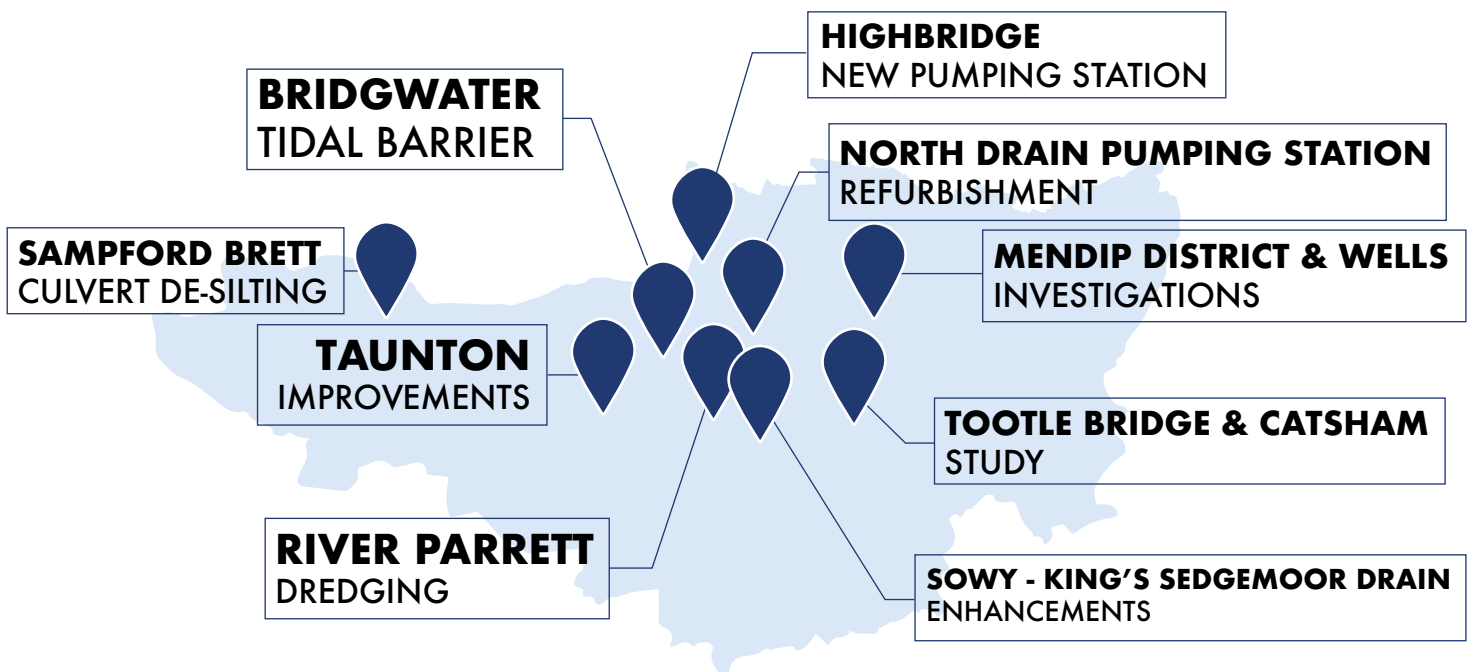 HIGHBRIDGE
NEW PUMPING STATION
BRIDGWATER
TIDAL BARRIER
NORTH DRAIN PUMPING STATION
REFURBISHMENT
SAMPFORD BRETT
CULVERT DE-SILTING
MENDIP DISTRICT & WELLS
INVESTIGATIONS
TAUNTON
IMPROVEMENTS
TOOTLE BRIDGE & CATSHAM
STUDY
RIVER PARRETT
DREDGING
SOWY - KING’S SEDGEMOOR DRAIN
ENHANCEMENTS